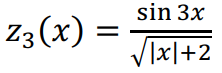 z₃(x) = sin 3x / √(|x|+2)